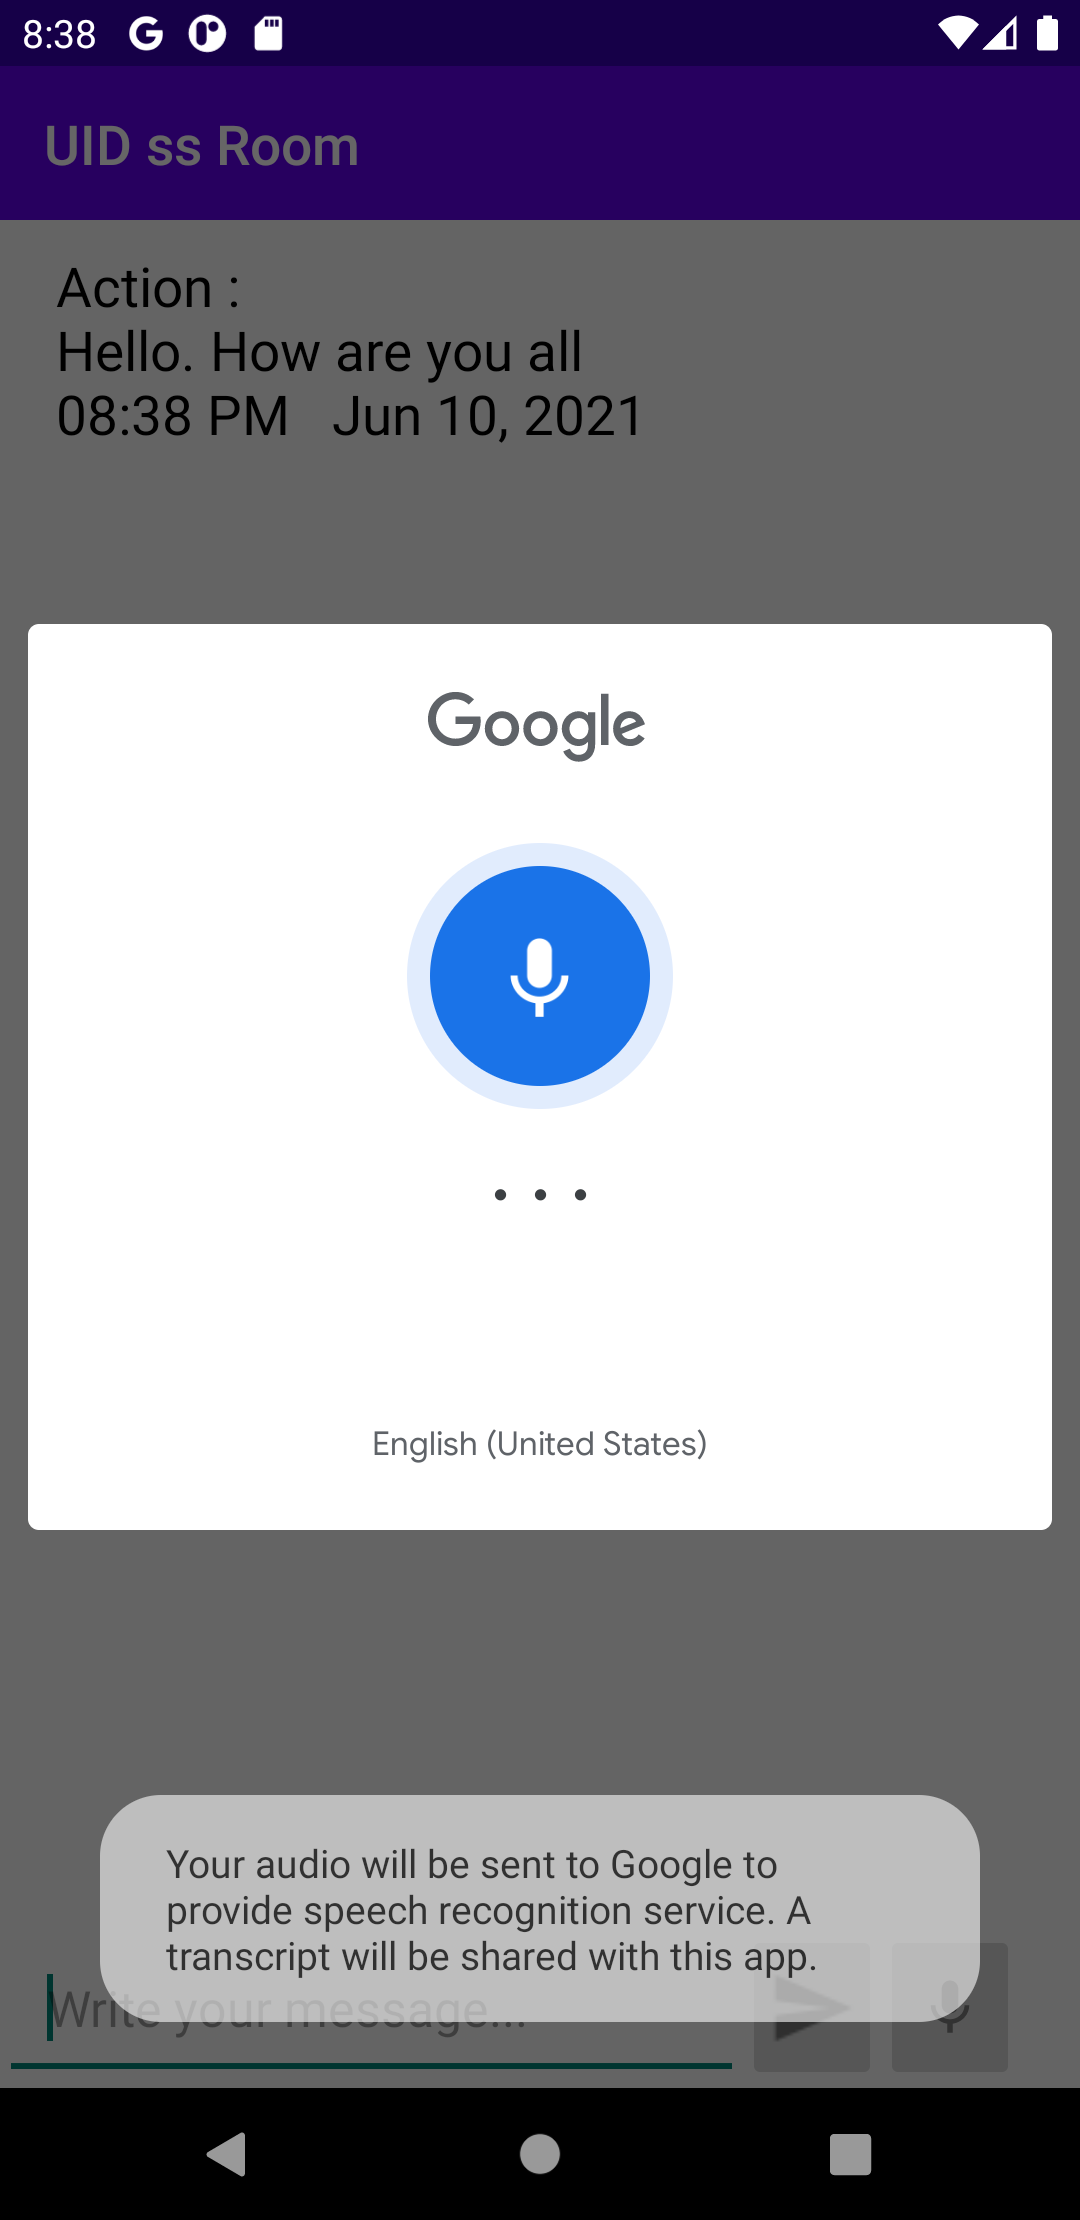 8:38
UID ss Room
Action :
Hello. How are you all
08:38 PM   Jun 10, 2021
Google
English (United States)
Your audio will be sent to Google to
provide speech recognition service. A
transcript will be shared with this app.
Write your message...